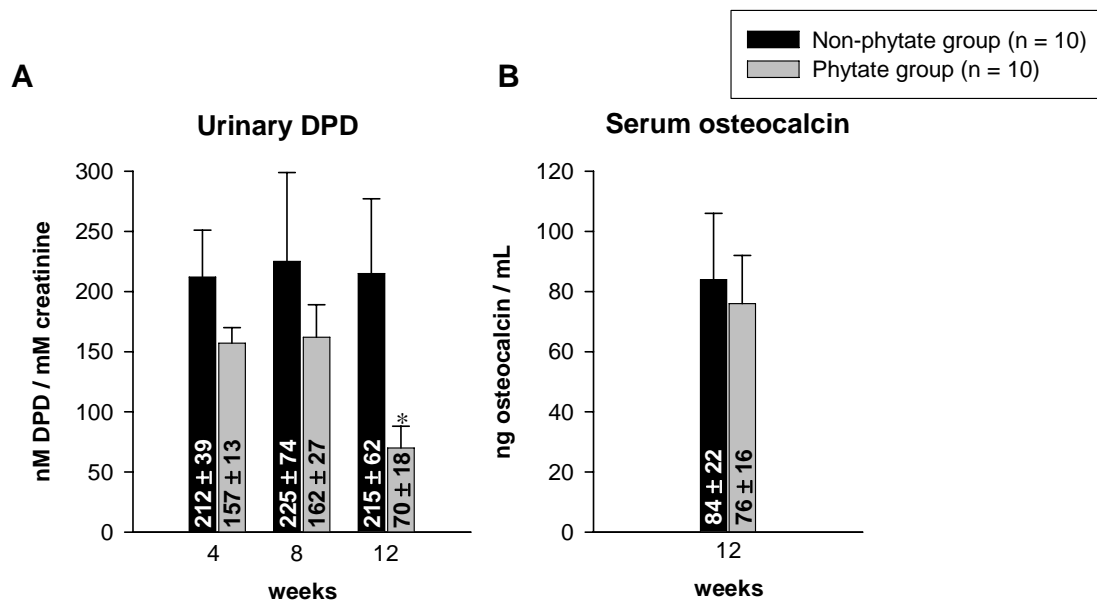 Non-phytate group (n = 10)
Phytate group (n = 10)
A
B
Urinary DPD
Serum osteocalcin
nM DPD / mM creatinine
300
250
200
150
100
50
0
212 ± 39
157 ± 13
225 ± 74
162 ± 27
215 ± 62
70 ± 18
*
4
8
12
weeks
ng osteocalcin / mL
120
100
80
60
40
20
0
84 ± 22
76 ± 16
12
weeks